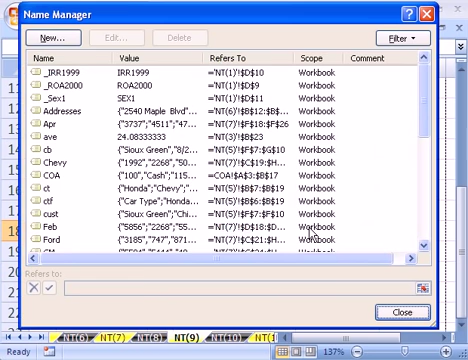 Name Manager
New... Edit... Delete Filter
Name Value Refers To Scope Comment
_IRR1999 IRR1999 ='NT(1)'!$D$10 Workbook
_ROA2000 ROA2000 ='NT(1)'!$D$9 Workbook
_Sex1 SEX1 ='NT(1)'!$D$11 Workbook
Addresses {"2540 Maple Blvd"... ='NT(6)'!$B$12:$B$... Workbook
Apr {"3737";"4511";"47... ='NT(7)'!$F$18:$F$26 Workbook
ave 24.08333333 ='NT(3)'!$B$23 Workbook
cb {"Sioux Green","8/2... ='NT(5)'!$F$7:$G$10 Workbook
Chevy {"1992","2268","50... ='NT(7)'!$C$19:$H... Workbook
COA {"100","Cash";"115... =COA!$A$3:$B$17 Workbook
ct {"Honda";"Chevy";"... ='NT(5)'!$B$7:$B$19 Workbook
ctf {"Car Type";"Honda... ='NT(5)'!$B$6:$B$19 Workbook
cust {"Sioux Green";"Chi... ='NT(5)'!$F$7:$F$10 Workbook
Feb {"5856";"2268";"55... ='NT(7)'!$D$18:$D... Workbook
Ford {"3185","747","871... ='NT(7)'!$C$21:$H... Workbook
Refers to:
Close
18
NT(6) NT(7) NT(8) NT(9) NT(10) NT(1
137%